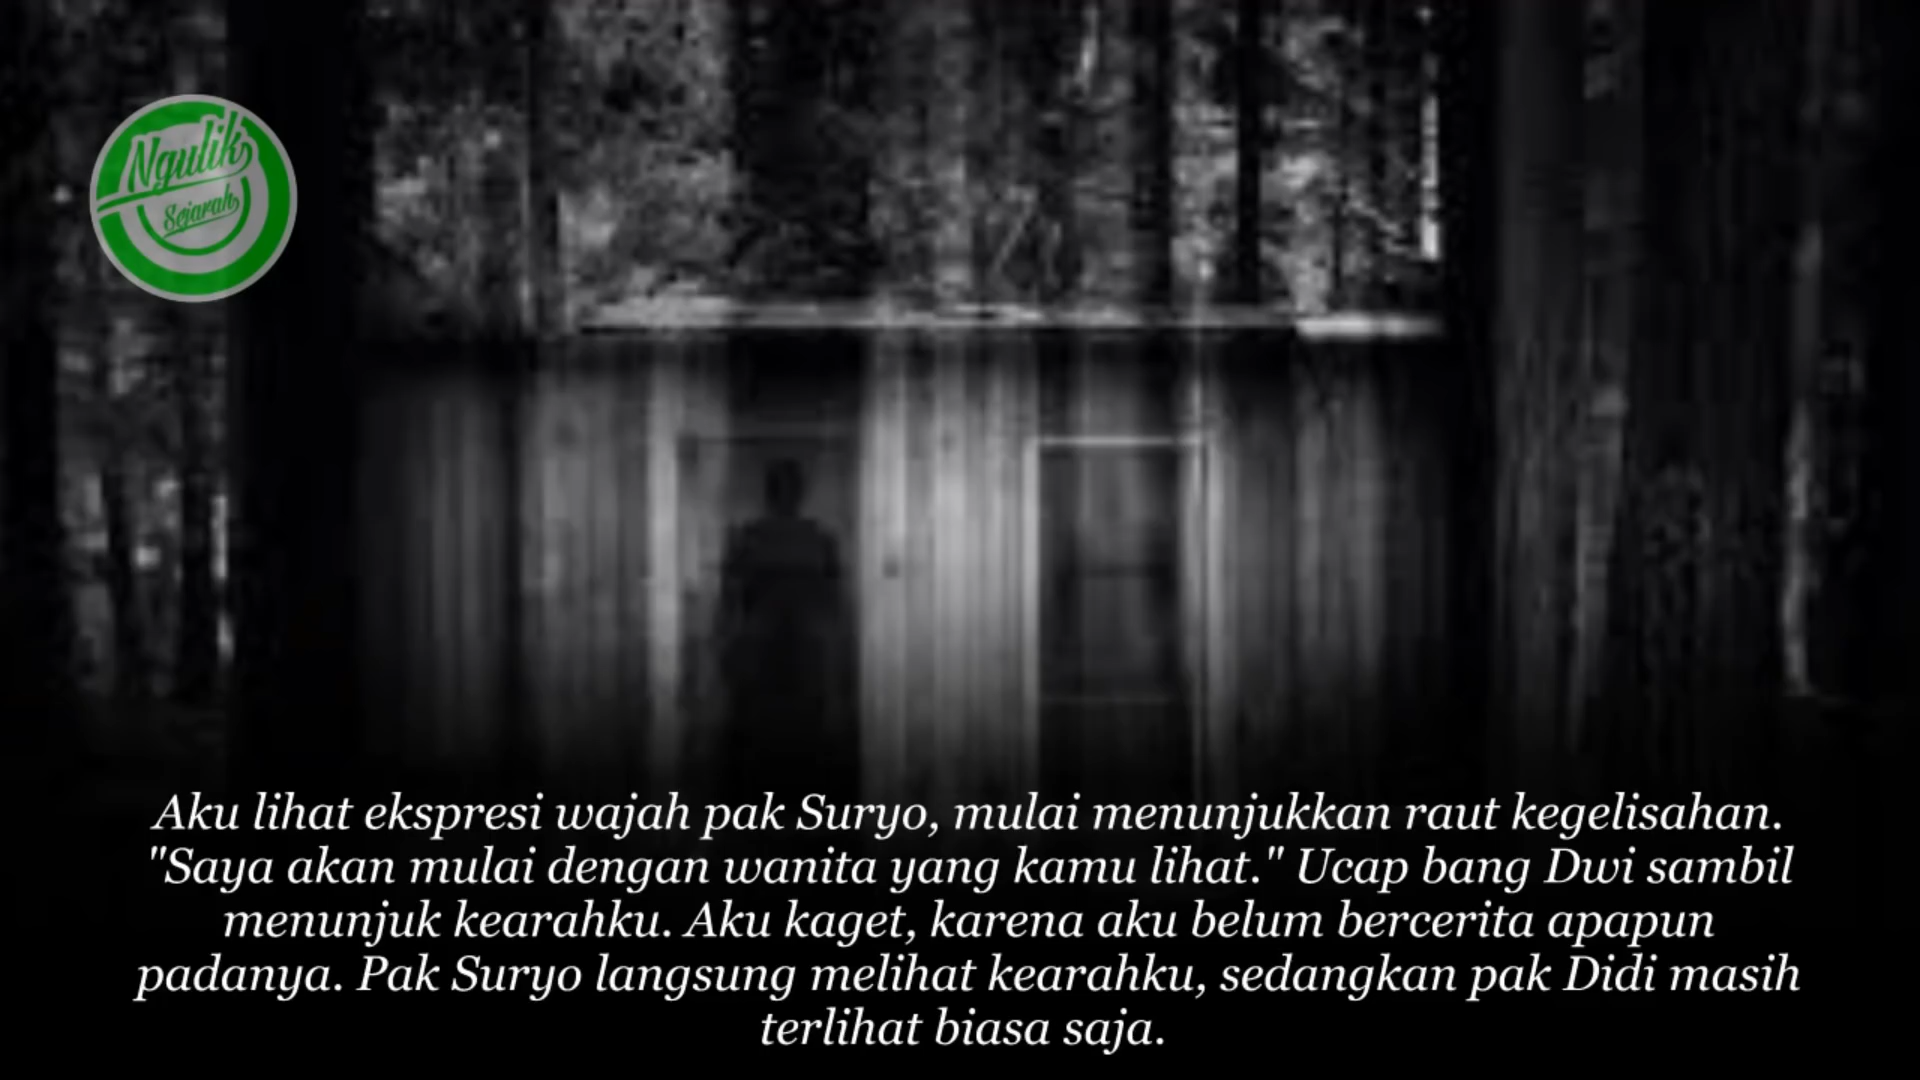 Ngulik
Sejarah
Aku lihat ekspresi wajah pak Suryo, mulai menunjukkan raut kegelisahan.
"Saya akan mulai dengan wanita yang kamu lihat." Ucap bang Dwi sambil
menunjuk kearahku. Aku kaget, karena aku belum bercerita apapun
padanya. Pak Suryo langsung melihat kearahku, sedangkan pak Didi masih
terlihat biasa saja.